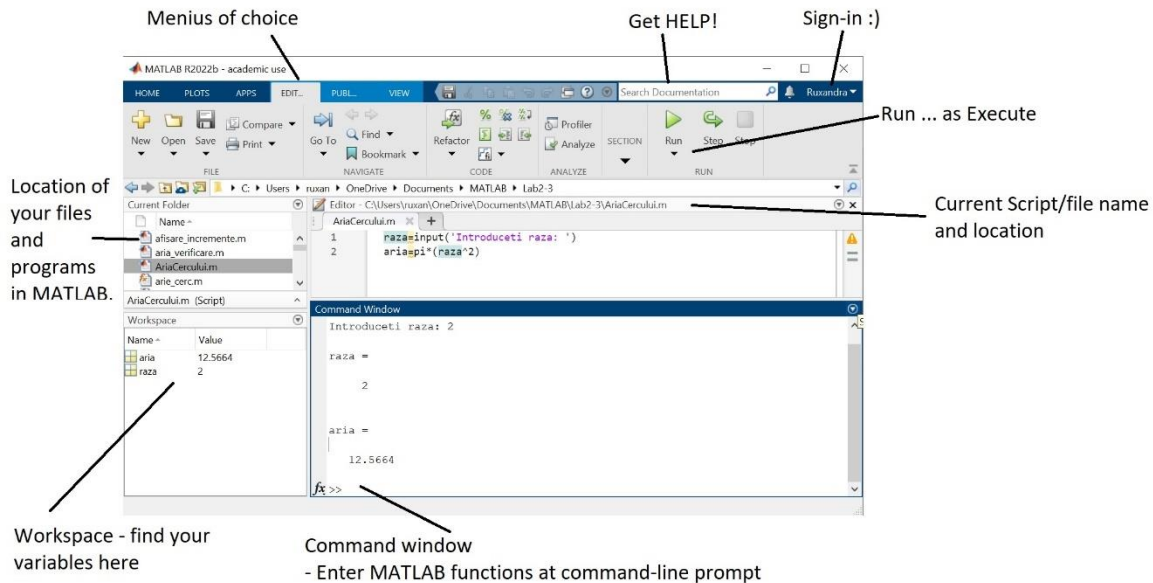 Menius of choice
Get HELP!
Sign-in :)
MATLAB R2022b - academic use
HOME PLOTS APPS EDIT... PUBL... VIEW Search Documentation Ruxandra
New Open Save Compare Print
Go To Find Bookmark
Refactor
Profiler Analyze
SECTION
Run Step Stop
FILE NAVIGATE CODE ANALYZE RUN
Run ... as Execute
C: Users ruxan OneDrive Documents MATLAB Lab2-3
Location of
your files
and
programs
in MATLAB.
Current Folder
Name
afisare_incremente.m
aria_verificare.m
AriaCercului.m
arie_cerc.m
AriaCercului.m (Script)
Editor - C:\Users\ruxan\OneDrive\Documents\MATLAB\Lab2-3\AriaCercului.m
AriaCercului.m
1 raza=input('Introduceti raza: ')
2 aria=pi*(raza^2)
Current Script/file name
and location
Workspace
Name Value
aria 12.5664
raza 2
Command Window
Introduceti raza: 2
raza =
2
aria =
12.5664
fx >>
Workspace - find your
variables here
Command window
- Enter MATLAB functions at command-line prompt